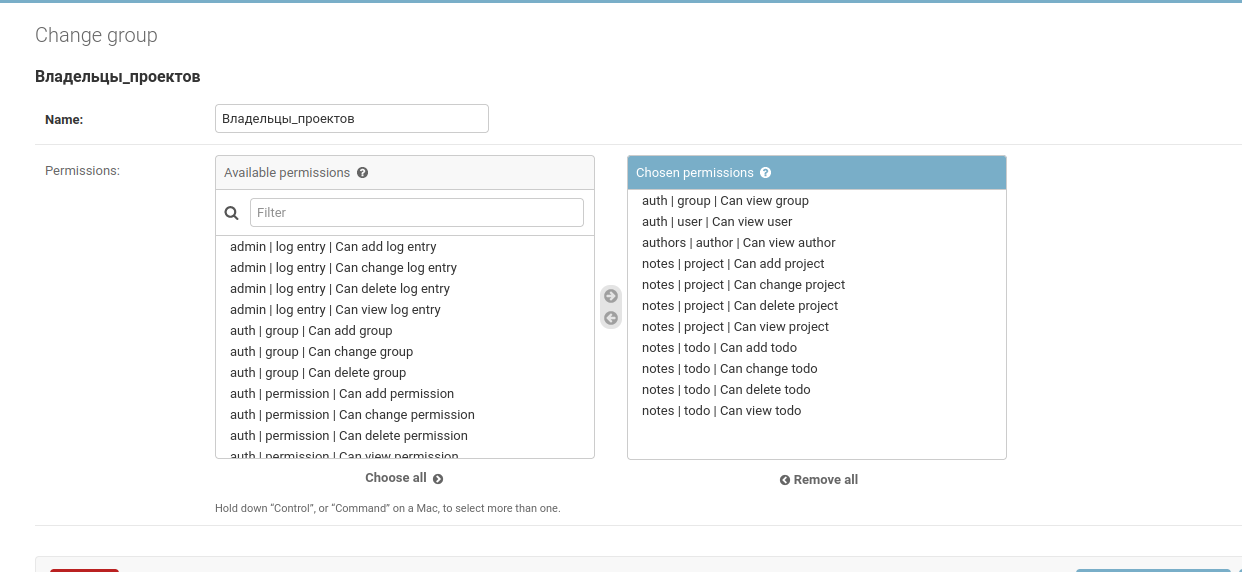 Change group
Владельцы_проектов
Name:
Владельцы_проектов
Permissions:
Available permissions ?
Filter
admin | log entry | Can add log entry
admin | log entry | Can change log entry
admin | log entry | Can delete log entry
admin | log entry | Can view log entry
auth | group | Can add group
auth | group | Can change group
auth | group | Can delete group
auth | permission | Can add permission
auth | permission | Can change permission
auth | permission | Can delete permission
auth | permission | Can view permission
Choose all
Chosen permissions ?
auth | group | Can view group
auth | user | Can view user
authors | author | Can view author
notes | project | Can add project
notes | project | Can change project
notes | project | Can delete project
notes | project | Can view project
notes | todo | Can add todo
notes | todo | Can change todo
notes | todo | Can delete todo
notes | todo | Can view todo
Remove all
Hold down “Control”, or “Command” on a Mac, to select more than one.